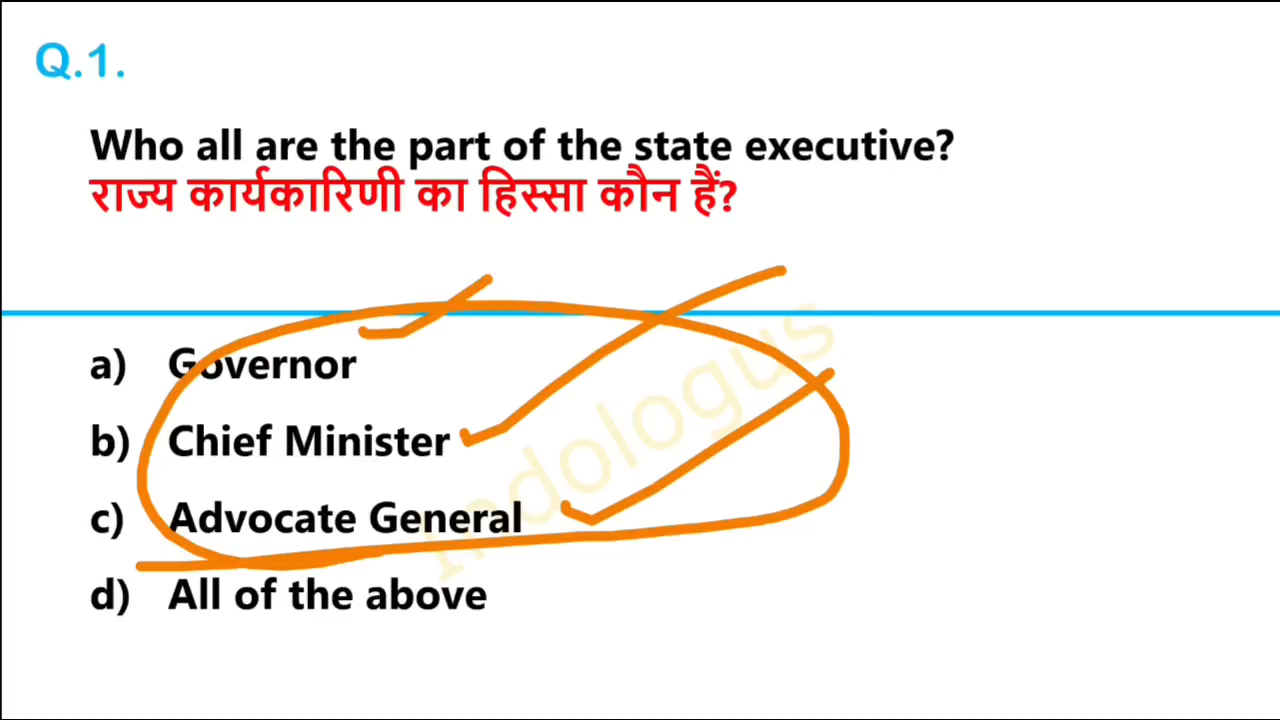 Q.1.
Who all are the part of the state executive?
राज्य कार्यकारिणी का हिस्सा कौन हैं?
a) Governor
b) Chief Minister
c) Advocate General
d) All of the above
Indologus